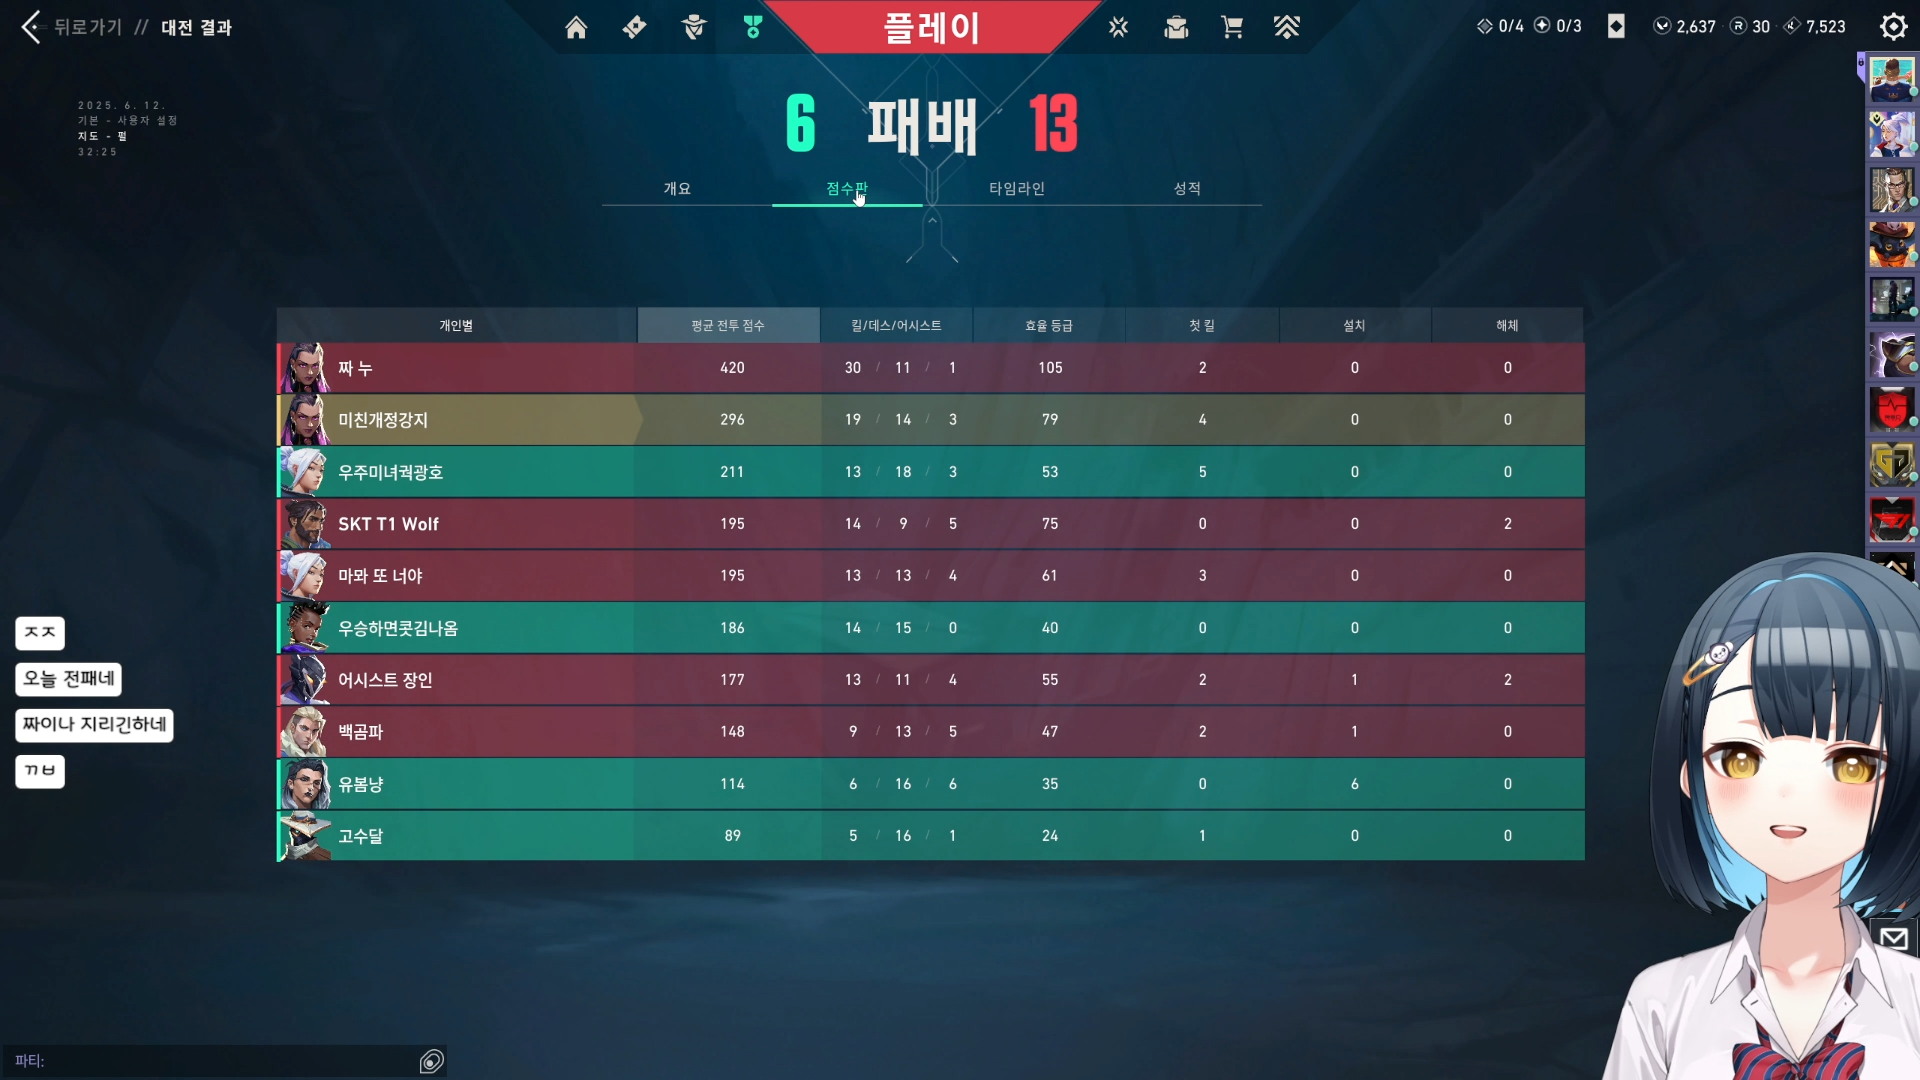 뒤로가기 // 대전 결과
플레이
0/4 0/3 2,637 30 7,523
2025. 6. 12.
기본 - 사용자 설정
지도 - 펄
32:25
6 패배 13
개요 점수판 타임라인 성적
개인별 평균 전투 점수 킬/데스/어시스트 효율 등급 첫 킬 설치 해체
짜 누 420 30 / 11 / 1 105 2 0 0
미친개정강지 296 19 / 14 / 3 79 4 0 0
우주미녀궉광호 211 13 / 18 / 3 53 5 0 0
SKT T1 Wolf 195 14 / 9 / 5 75 0 0 2
마봐 또 너야 195 13 / 13 / 4 61 3 0 0
우승하면콧김나옴 186 14 / 15 / 0 40 0 0 0
어시스트 장인 177 13 / 11 / 4 55 2 1 2
백곰파 148 9 / 13 / 5 47 2 1 0
유봄냥 114 6 / 16 / 6 35 0 6 0
고수달 89 5 / 16 / 1 24 1 0 0
ㅈㅈ
오늘 전패네
짜이나 지리긴하네
ㄲㅂ
파티: